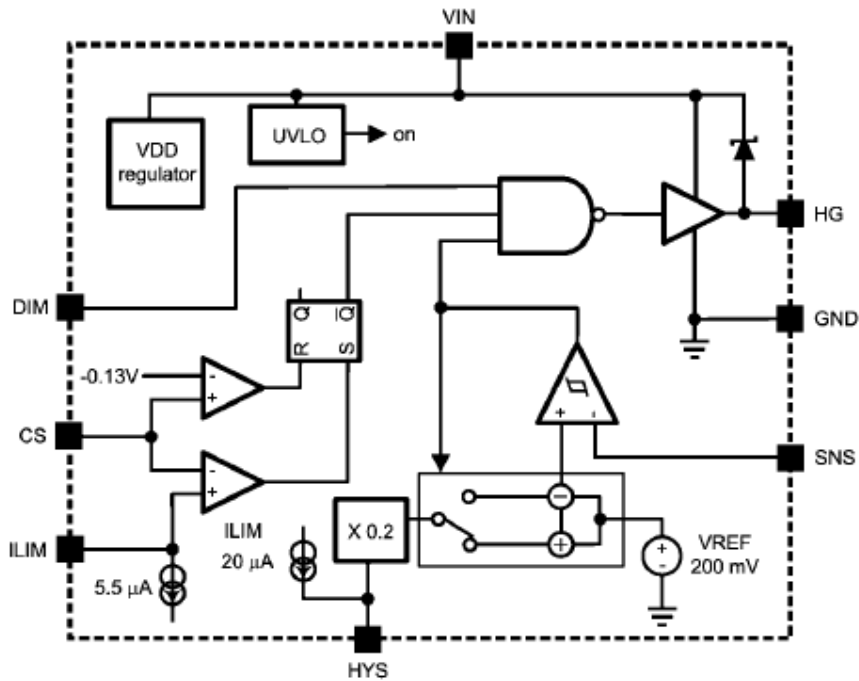 VIN
VDD
regulator
UVLO
on
HG
DIM
GND
Q
Q̅
R
S
-0.13V
-
+
CS
-
+
+
-
SNS
ILIM
5.5 μA
ILIM
20 μA
X 0.2
−
+
+
-
VREF
200 mV
HYS